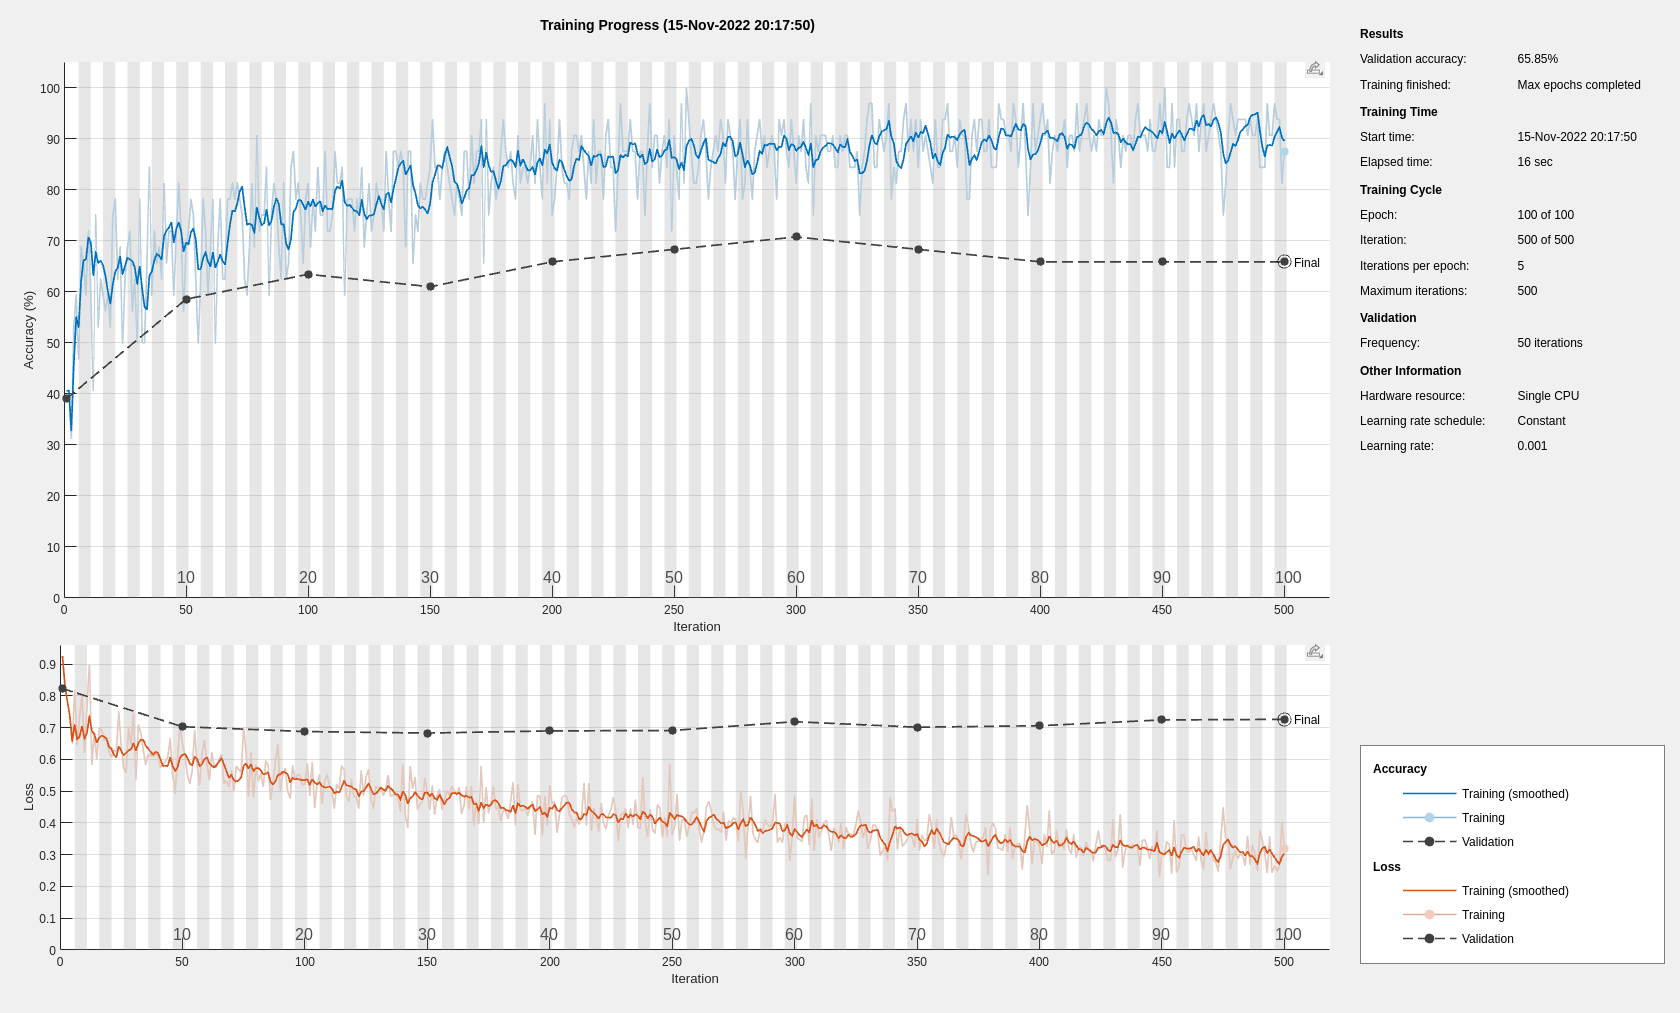 Training Progress (15-Nov-2022 20:17:50)
100
90
80
70
60
50
40
30
20
10
0
Accuracy (%)
10 20 30 40 50 60 70 80 90 100
0 50 100 150 200 250 300 350 400 450 500
Iteration
Final
0.9
0.8
0.7
0.6
0.5
0.4
0.3
0.2
0.1
0
Loss
10 20 30 40 50 60 70 80 90 100
0 50 100 150 200 250 300 350 400 450 500
Iteration
Final
Results
Validation accuracy: 65.85%
Training finished: Max epochs completed
Training Time
Start time: 15-Nov-2022 20:17:50
Elapsed time: 16 sec
Training Cycle
Epoch: 100 of 100
Iteration: 500 of 500
Iterations per epoch: 5
Maximum iterations: 500
Validation
Frequency: 50 iterations
Other Information
Hardware resource: Single CPU
Learning rate schedule: Constant
Learning rate: 0.001
Accuracy
Training (smoothed)
Training
Validation
Loss
Training (smoothed)
Training
Validation